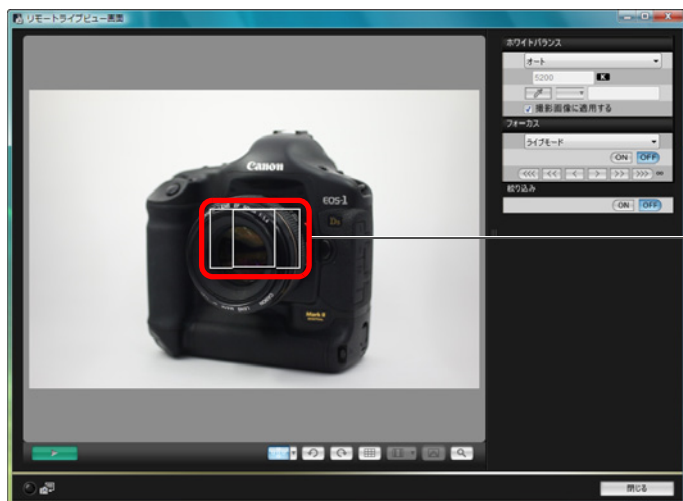 リモートライブビュー画面
ホワイトバランス
オート
5200
K
撮影画像に適用する
フォーカス
ライブモード
ON OFF
<<< << < > >> >>> ∞
絞り込み
ON OFF
Canon
EOS-1
Ds
Mark II
CANON
閉じる